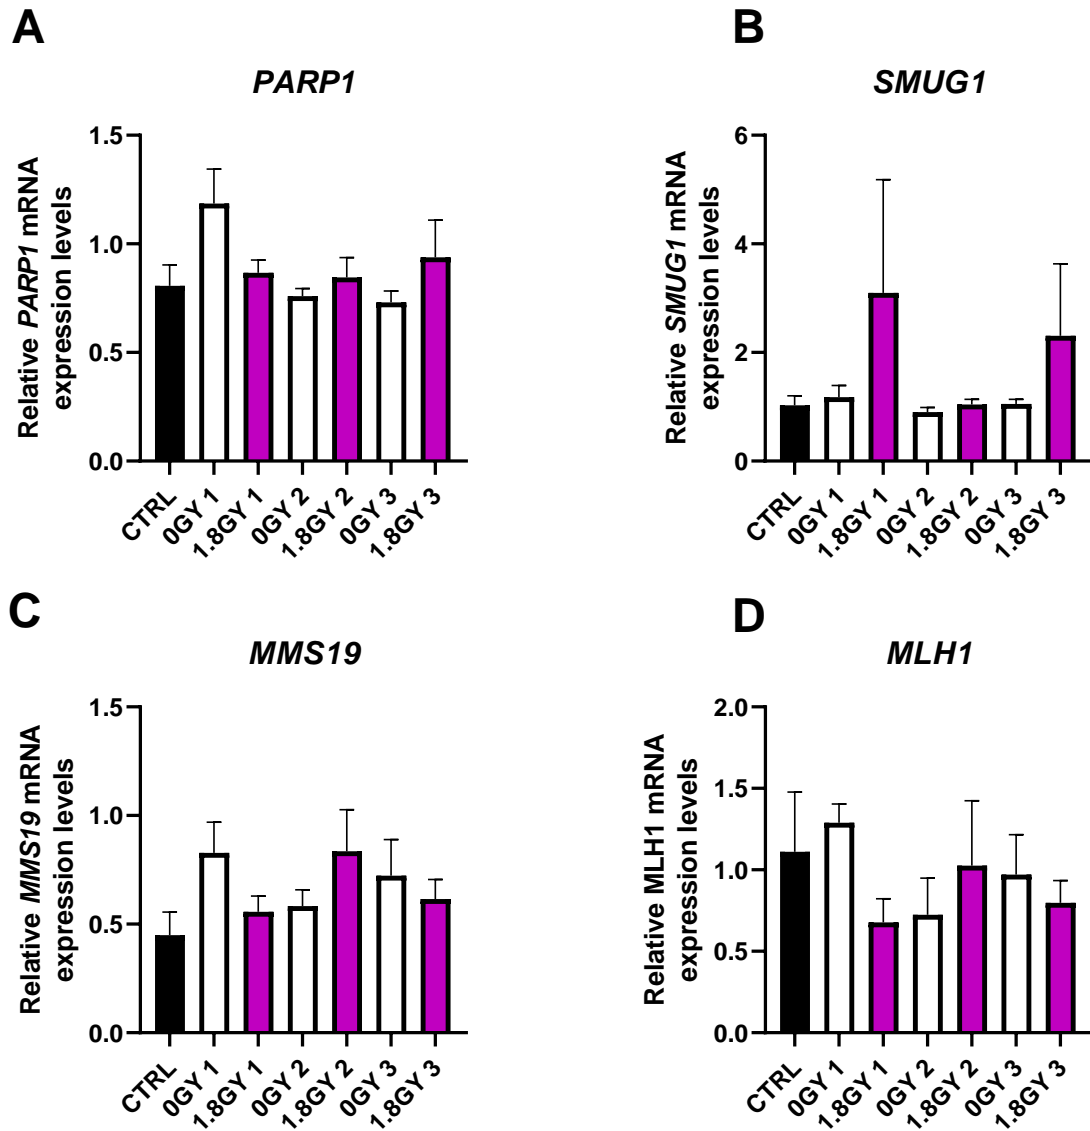 A
PARP1
Relative PARP1 mRNA
expression levels
1.5
1.0
0.5
0.0
CTRL
0GY 1
1.8GY 1
0GY 2
1.8GY 2
0GY 3
1.8GY 3
B
SMUG1
Relative SMUG1 mRNA
expression levels
6
4
2
0
CTRL
0GY 1
1.8GY 1
0GY 2
1.8GY 2
0GY 3
1.8GY 3
C
MMS19
Relative MMS19 mRNA
expression levels
1.5
1.0
0.5
0.0
CTRL
0GY 1
1.8GY 1
0GY 2
1.8GY 2
0GY 3
1.8GY 3
D
MLH1
Relative MLH1 mRNA
expression levels
2.0
1.5
1.0
0.5
0.0
CTRL
0GY 1
1.8GY 1
0GY 2
1.8GY 2
0GY 3
1.8GY 3